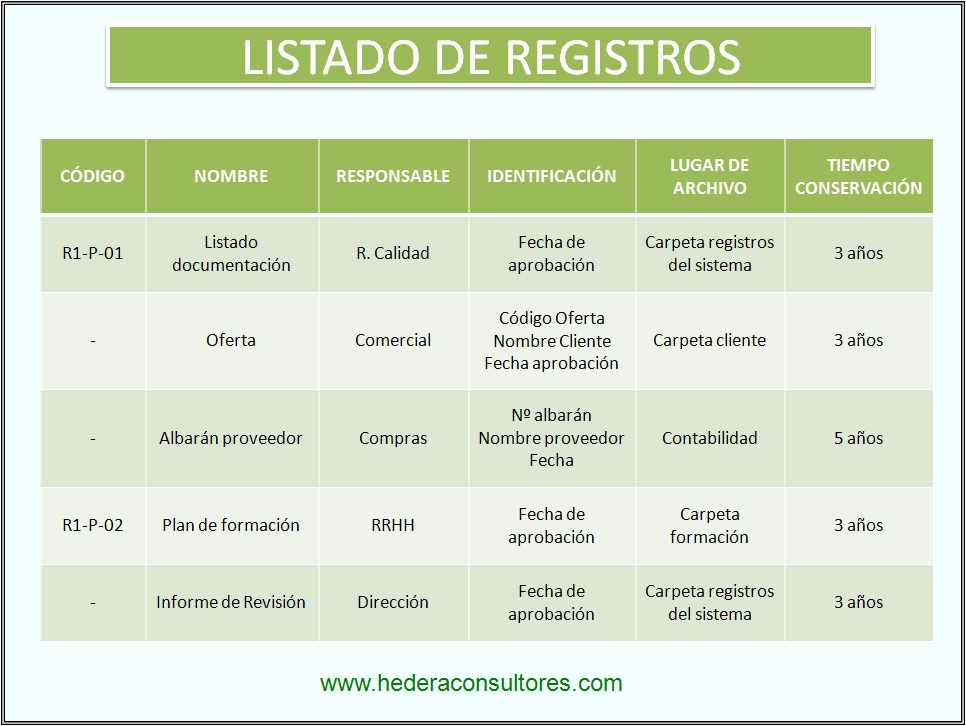 LISTADO DE REGISTROS
CÓDIGO NOMBRE RESPONSABLE IDENTIFICACIÓN LUGAR DE ARCHIVO TIEMPO CONSERVACIÓN
R1-P-01 Listado documentación R. Calidad Fecha de aprobación Carpeta registros del sistema 3 años
- Oferta Comercial Código Oferta Nombre Cliente Fecha aprobación Carpeta cliente 3 años
- Albarán proveedor Compras Nº albarán Nombre proveedor Fecha Contabilidad 5 años
R1-P-02 Plan de formación RRHH Fecha de aprobación Carpeta formación 3 años
- Informe de Revisión Dirección Fecha de aprobación Carpeta registros del sistema 3 años
www.hederaconsultores.com